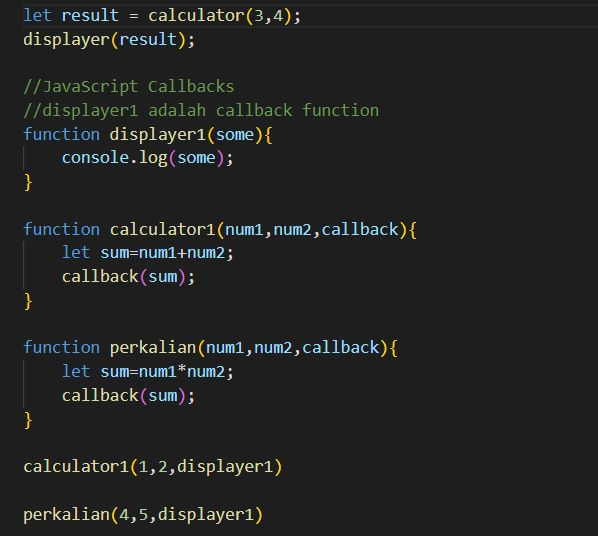 let result = calculator(3,4);
displayer(result);
//JavaScript Callbacks
//displayer1 adalah callback function
function displayer1(some){
    console.log(some);
}
function calculator1(num1,num2,callback){
    let sum=num1+num2;
    callback(sum);
}
function perkalian(num1,num2,callback){
    let sum=num1*num2;
    callback(sum);
}
calculator1(1,2,displayer1)
perkalian(4,5,displayer1)